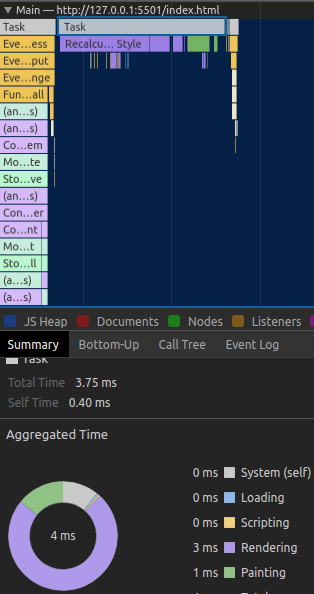 ▼ Main — http://127.0.0.1:5501/index.html
Task Task
Eve…ess Recalcu… Style
Eve…put
Eve…nge
Fun…all
(an…s)
(an…s)
Co…em
Mo…te
Sto…ve
(an…s)
Con…er
Co…nt
Mo…t
Sto…ll
(a…s)
(a…s)
JS Heap Documents Nodes Listeners
Summary Bottom-Up Call Tree Event Log
Task
Total Time 3.75 ms
Self Time 0.40 ms
Aggregated Time
0 ms System (self)
0 ms Loading
0 ms Scripting
4 ms
3 ms Rendering
1 ms Painting